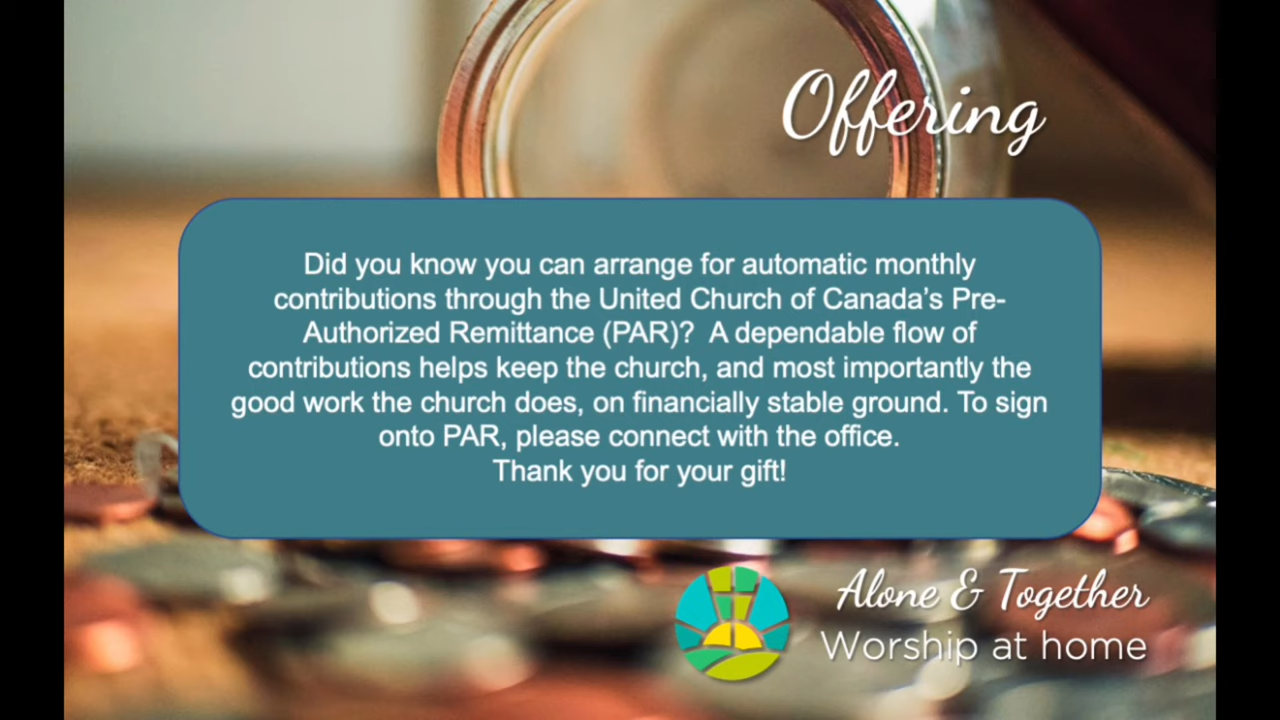 Offering
Did you know you can arrange for automatic monthly
contributions through the United Church of Canada’s Pre-
Authorized Remittance (PAR)?  A dependable flow of
contributions helps keep the church, and most importantly the
good work the church does, on financially stable ground. To sign
onto PAR, please connect with the office.
Thank you for your gift!
Alone & Together
Worship at home